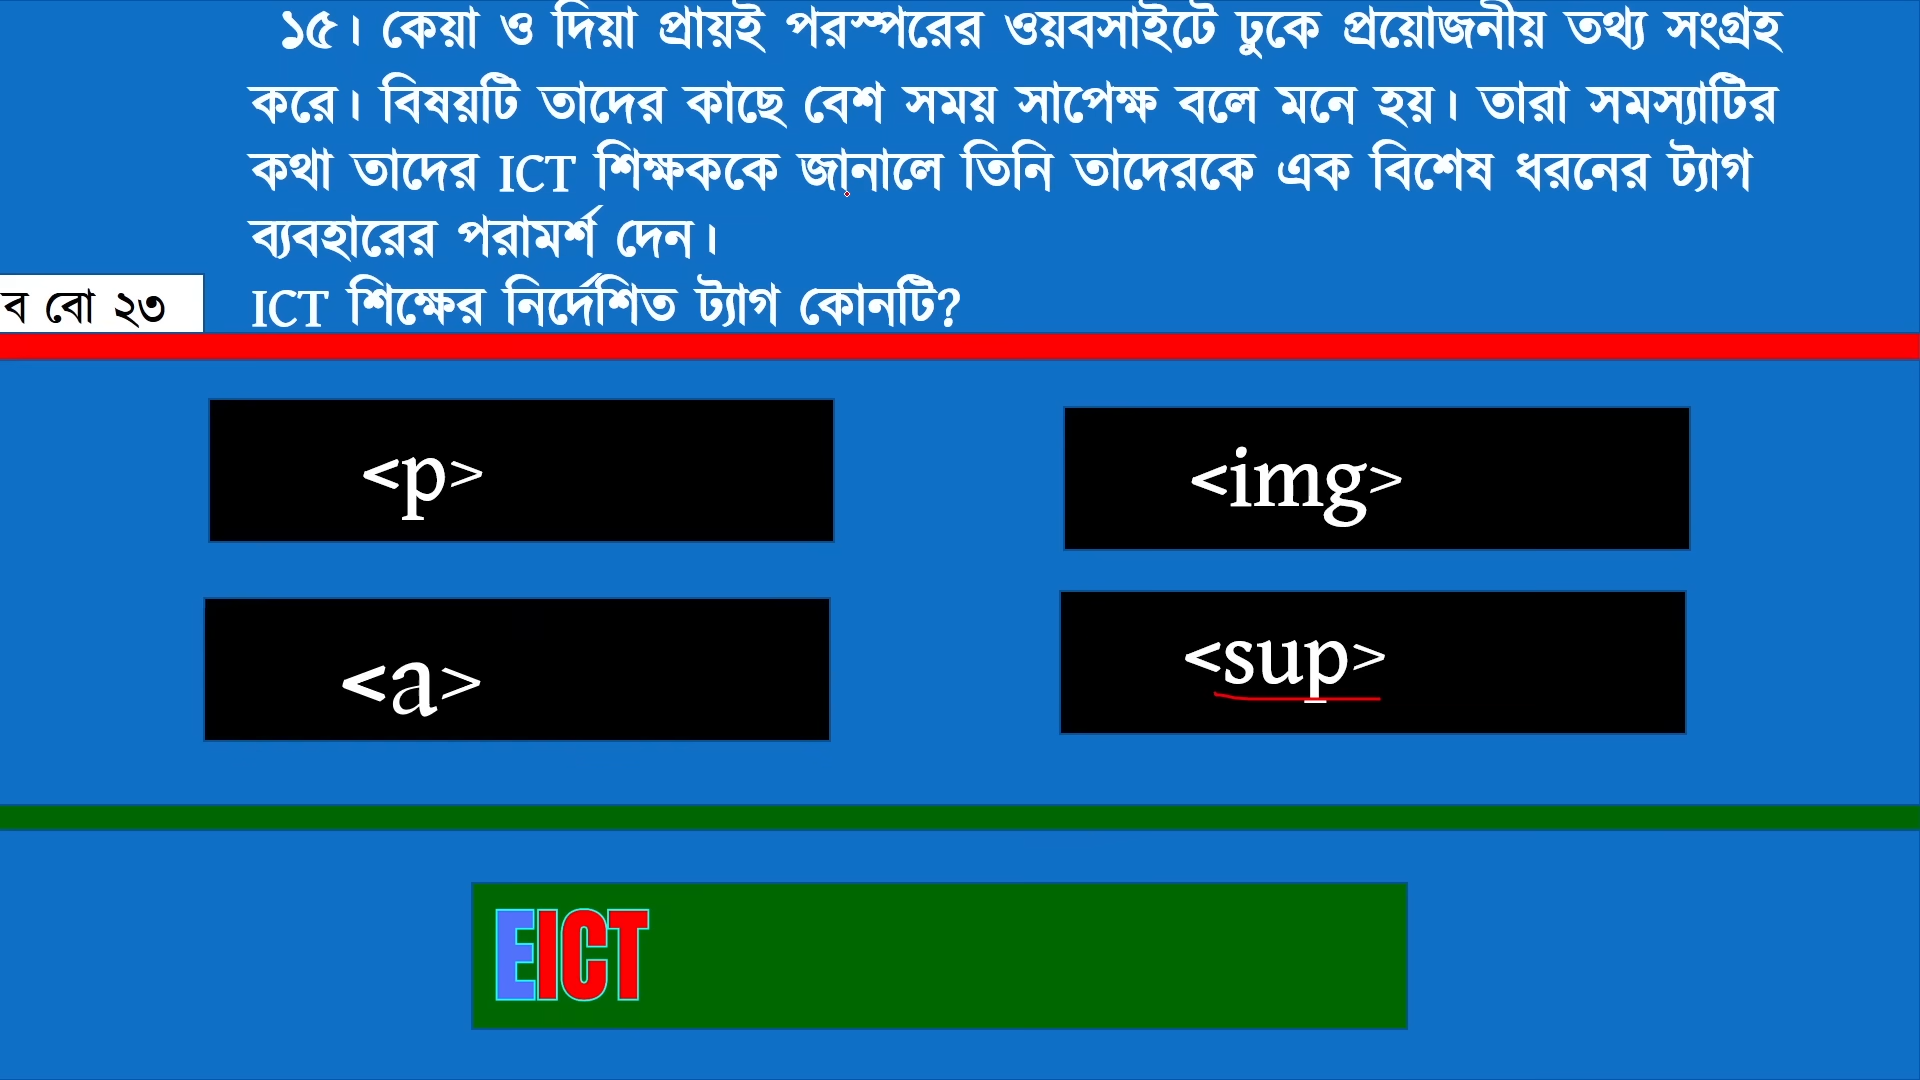 ১৫। কেয়া ও দিয়া প্রায়ই পরস্পরের ওয়বসাইটে ঢুকে প্রয়োজনীয় তথ্য সংগ্রহ
করে। বিষয়টি তাদের কাছে বেশ সময় সাপেক্ষ বলে মনে হয়। তারা সমস্যাটির
কথা তাদের ICT শিক্ষককে জানালে তিনি তাদেরকে এক বিশেষ ধরনের ট্যাগ
ব্যবহারের পরামর্শ দেন।
ব বো ২৩
ICT শিক্ষের নির্দেশিত ট্যাগ কোনটি?
<p>
<img>
<a>
<sup>
EICT